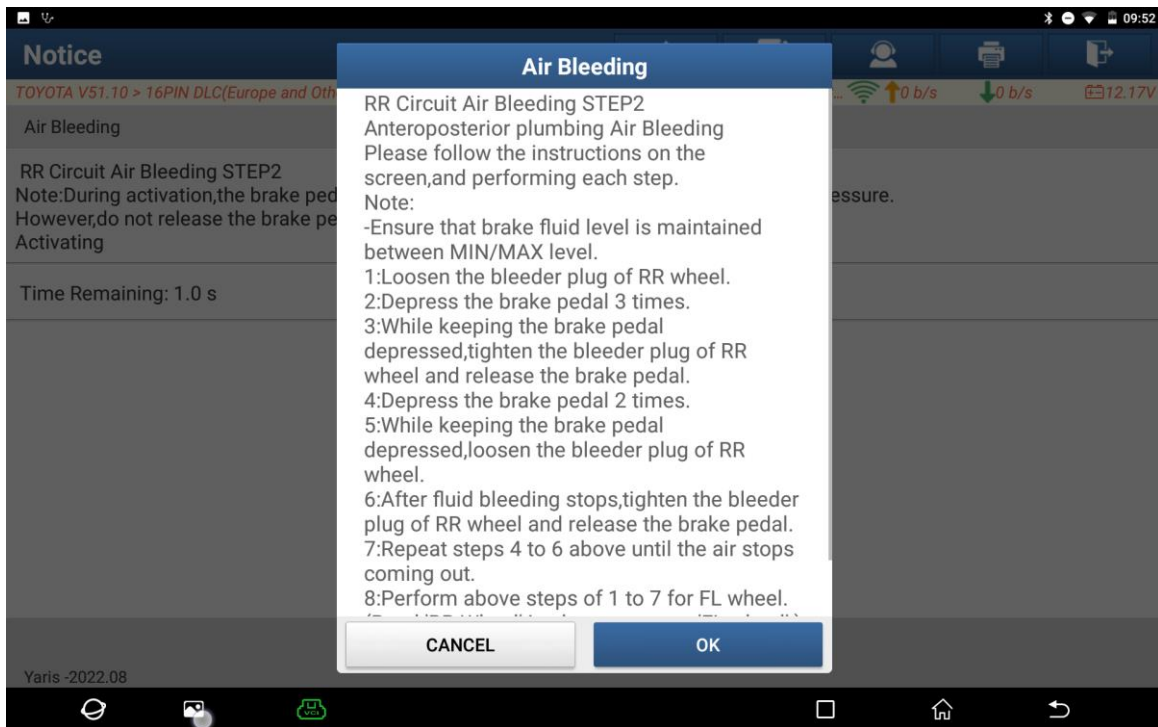 09:52
Notice
Air Bleeding
TOYOTA V51.10 > 16PIN DLC(Europe and Oth
... 0 b/s 0 b/s 12.17V
Air Bleeding
RR Circuit Air Bleeding STEP2
Note:During activation,the brake ped
essure.
However,do not release the brake pe
Activating
Time Remaining: 1.0 s
RR Circuit Air Bleeding STEP2
Anteroposterior plumbing Air Bleeding
Please follow the instructions on the
screen,and performing each step.
Note:
-Ensure that brake fluid level is maintained
between MIN/MAX level.
1:Loosen the bleeder plug of RR wheel.
2:Depress the brake pedal 3 times.
3:While keeping the brake pedal
depressed,tighten the bleeder plug of RR
wheel and release the brake pedal.
4:Depress the brake pedal 2 times.
5:While keeping the brake pedal
depressed,loosen the bleeder plug of RR
wheel.
6:After fluid bleeding stops,tighten the bleeder
plug of RR wheel and release the brake pedal.
7:Repeat steps 4 to 6 above until the air stops
coming out.
8:Perform above steps of 1 to 7 for FL wheel.
CANCEL
OK
Yaris -2022.08
VCI